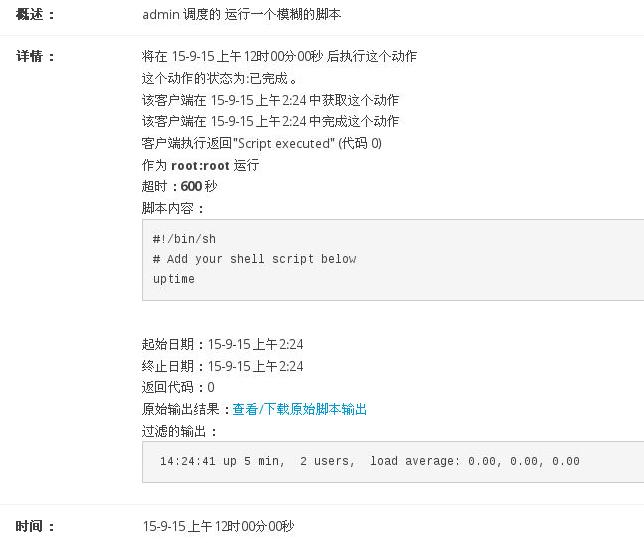 概述： admin 调度的 运行一个模糊的脚本
详情： 将在 15-9-15 上午12时00分00秒 后执行这个动作
这个动作的状态为:已完成。
该客户端在 15-9-15 上午2:24 中获取这个动作
该客户端在 15-9-15 上午2:24 中完成这个动作
客户端执行返回"Script executed" (代码 0)
作为 root:root 运行
超时：600 秒
脚本内容：
#!/bin/sh
# Add your shell script below
uptime
起始日期：15-9-15 上午2:24
终止日期：15-9-15 上午2:24
返回代码：0
原始输出结果：查看/下载原始脚本输出
过滤的输出：
14:24:41 up 5 min,  2 users,  load average: 0.00, 0.00, 0.00
时间： 15-9-15 上午12时00分00秒